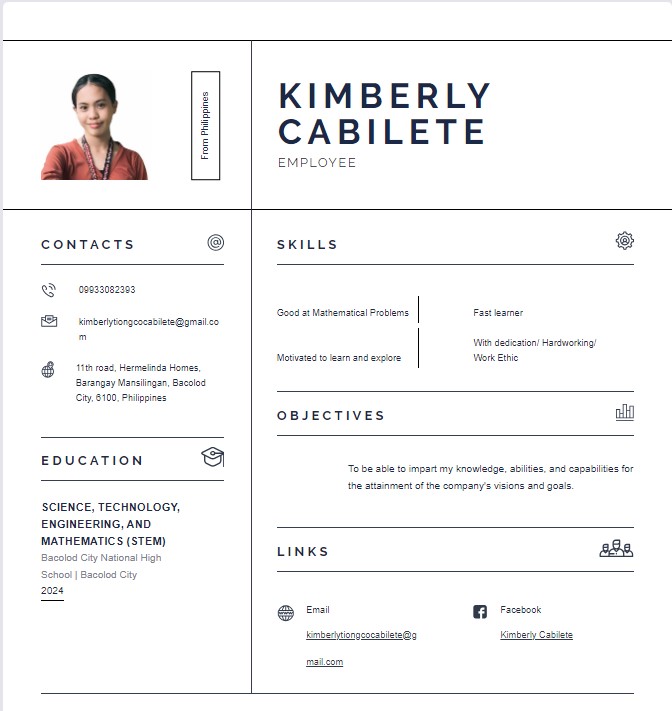 From Philippines
KIMBERLY
CABILETE
EMPLOYEE
CONTACTS
09933082393
kimberlytiongcocabilete@gmail.co
m
11th road, Hermelinda Homes,
Barangay Mansilingan, Bacolod
City, 6100, Philippines
EDUCATION
SCIENCE, TECHNOLOGY,
ENGINEERING, AND
MATHEMATICS (STEM)
Bacolod City National High
School | Bacolod City
2024
SKILLS
Good at Mathematical Problems
Fast learner
Motivated to learn and explore
With dedication/ Hardworking/
Work Ethic
OBJECTIVES
To be able to impart my knowledge, abilities, and capabilities for
the attainment of the company's visions and goals.
LINKS
Email
kimberlytiongcocabilete@g
mail.com
Facebook
Kimberly Cabilete